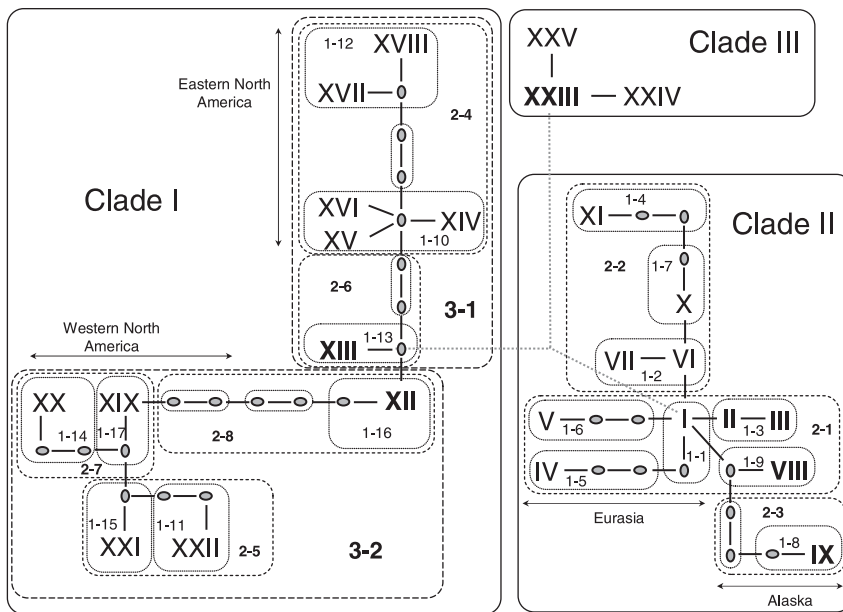 1-12 XVIII
XVII
Eastern North
America
2-4
XVI
XV
XIV
1-10
Clade I
2-6
3-1
XIII 1-13
Western North
America
XX
XIX
XII
1-14 1-17
2-8
1-16
2-7
1-15
1-11
XXI
XXII
2-5
3-2
XXV
Clade III
XXIII
XXIV
Clade II
1-4
XI
2-2
1-7
X
VII
VI
1-2
V
I
II
III
1-6
1-3
2-1
IV
1-5
1-1
1-9
VIII
Eurasia
2-3
1-8
IX
Alaska